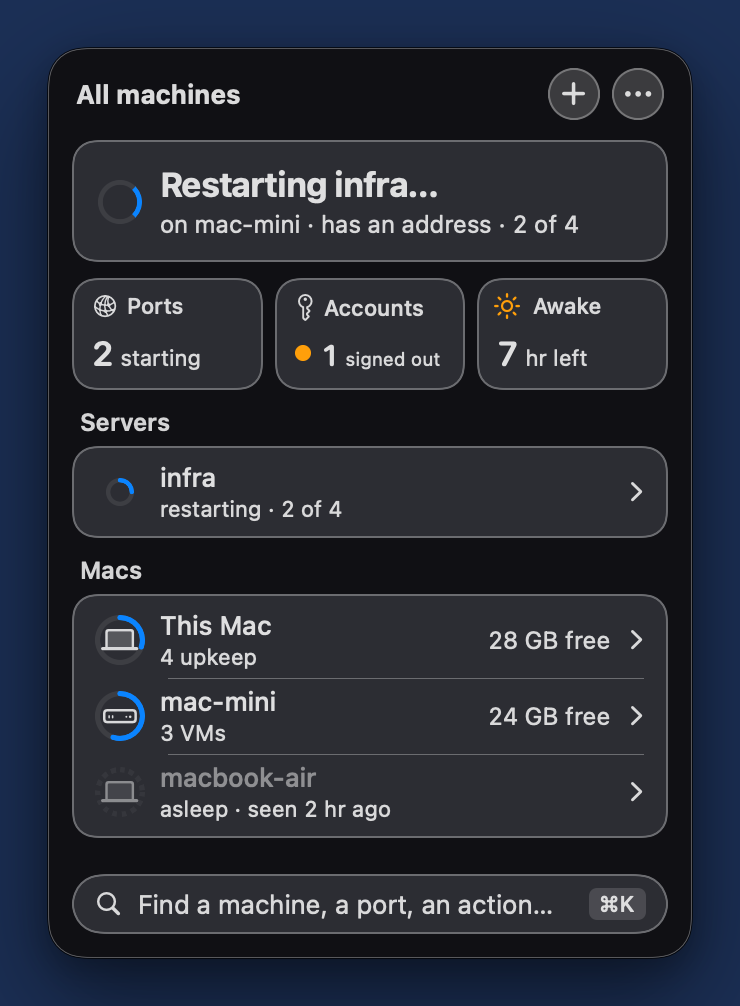 All machines
Restarting infra...
on mac-mini · has an address · 2 of 4
Ports
2 starting
Accounts
1 signed out
Awake
7 hr left
Servers
infra
restarting · 2 of 4
Macs
This Mac
4 upkeep
28 GB free
mac-mini
3 VMs
24 GB free
macbook-air
asleep · seen 2 hr ago
Find a machine, a port, an action...
⌘K